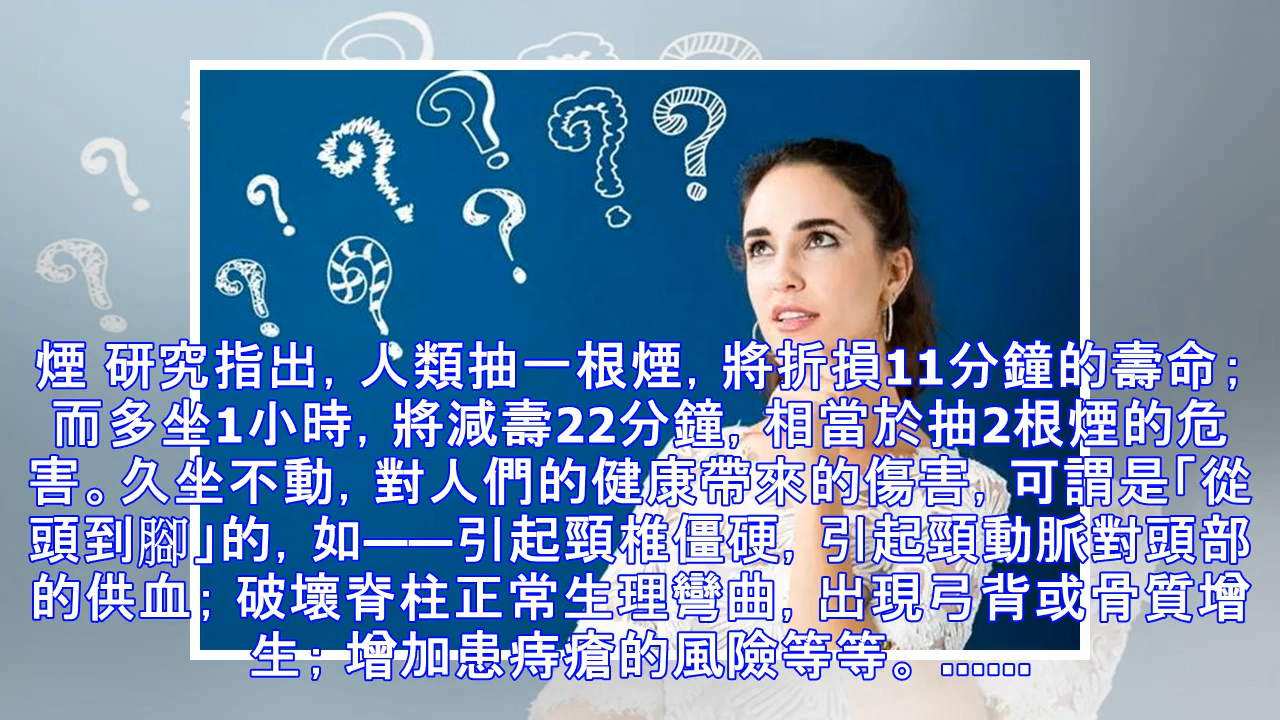 煙 研究指出, 人類抽一根煙, 將折損11分鐘的壽命;
而多坐1小時, 將減壽22分鐘, 相當於抽2根煙的危
害。久坐不動, 對人們的健康帶來的傷害, 可謂是「從
頭到腳」的, 如——引起頸椎僵硬, 引起頸動脈對頭部
的供血; 破壞脊柱正常生理彎曲, 出現弓背或骨質增
生; 增加患痔瘡的風險等等。......